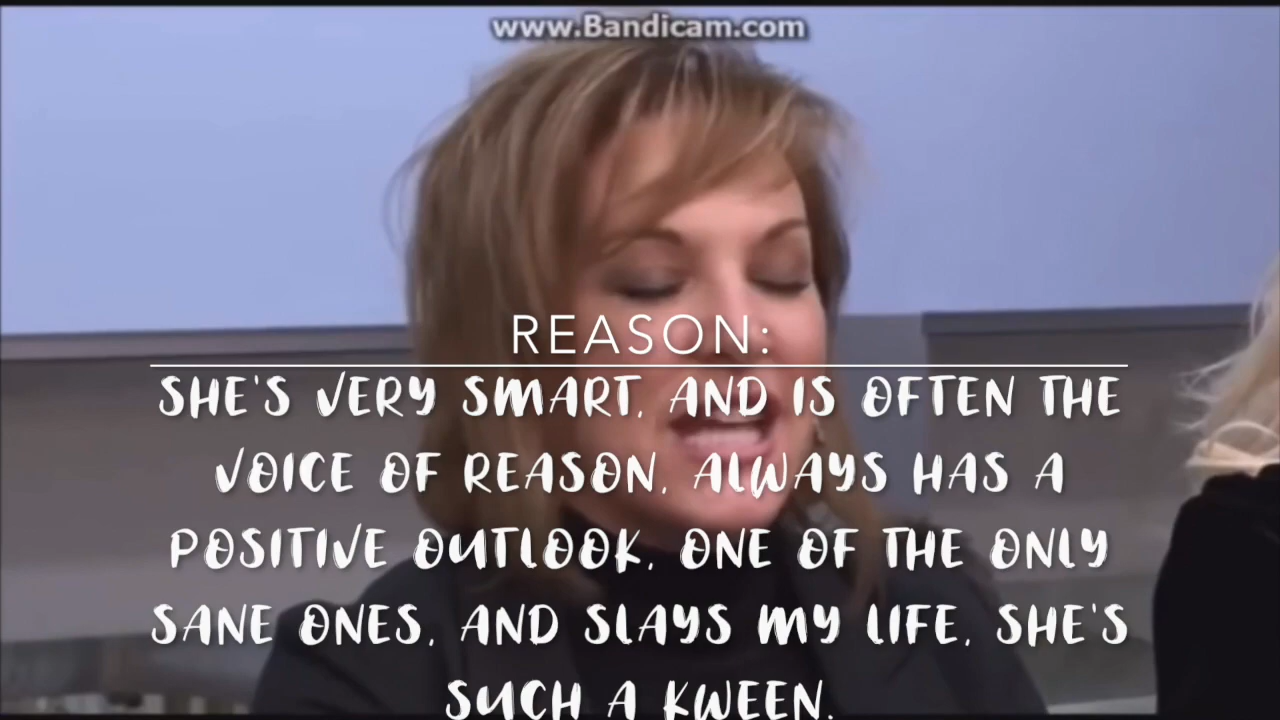 www.Bandicam.com
REASON:
SHE'S VERY SMART, AND IS OFTEN THE
VOICE OF REASON, ALWAYS HAS A
POSITIVE OUTLOOK, ONE OF THE ONLY
SANE ONES, AND SLAYS MY LIFE, SHE'S
SUCH A KWEEN.